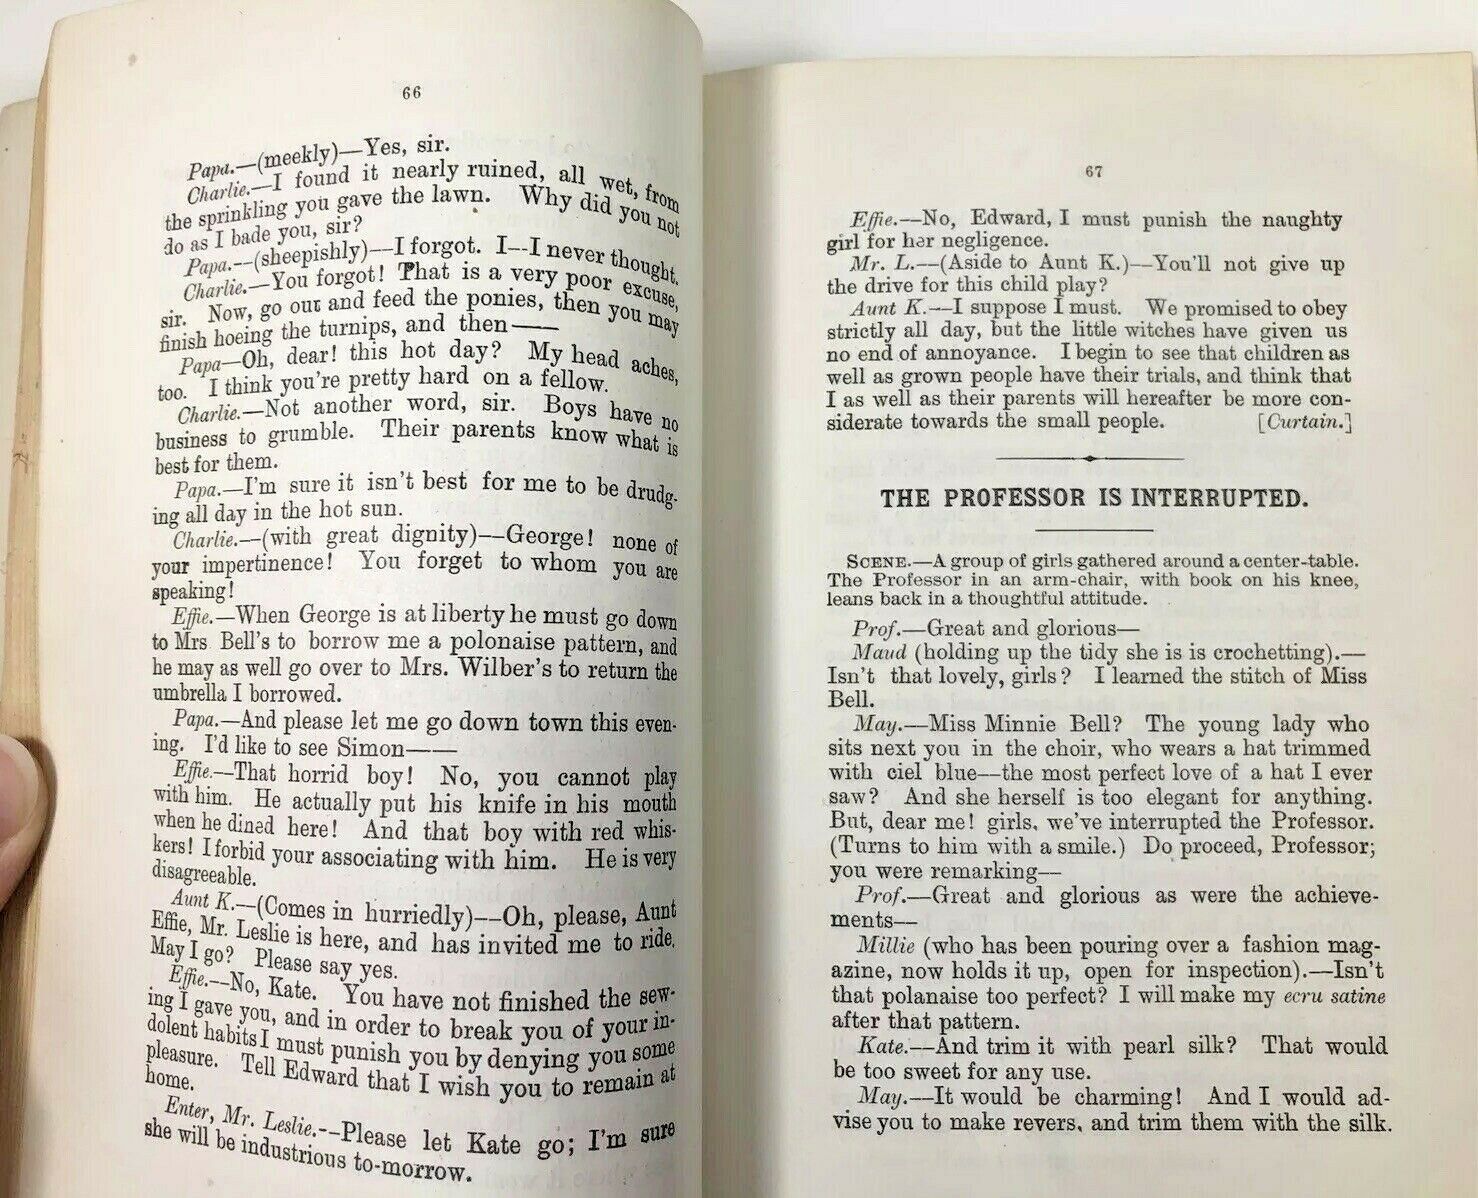 66
Papa.—(meekly)—Yes, sir.
Charlie.—I found it nearly ruined, all wet, from
the sprinkling you gave the lawn. Why did you not
do as I bade you, sir?
Papa.--(sheepishly)—I forgot. I--I never thought.
Charlie.—You forgot! That is a very poor excuse,
sir. Now, go out and feed the ponies, then you may
finish hoeing the turnips, and then——
Papa—Oh, dear! this hot day? My head aches,
too. I think you're pretty hard on a fellow.
Charlie.—Not another word, sir. Boys have no
business to grumble. Their parents know what is
best for them.
Papa.—I'm sure it isn't best for me to be drudg-
ing all day in the hot sun.
Charlie.—(with great dignity)—George! none of
your impertinence! You forget to whom you are
speaking!
Effie.—When George is at liberty he must go down
to Mrs Bell's to borrow me a polonaise pattern, and
he may as well go over to Mrs. Wilber's to return the
umbrella I borrowed.
Papa.—And please let me go down town this even-
ing. I'd like to see Simon——
Effie.—That horrid boy! No, you cannot play
with him. He actually put his knife in his mouth
when he dined here! And that boy with red whis-
kers! I forbid your associating with him. He is very
disagreeable.
Aunt K.—(Comes in hurriedly)—Oh, please, Aunt
Effie, Mr. Leslie is here, and has invited me to ride.
May I go? Please say yes.
Effie.--No, Kate. You have not finished the sew-
ing I gave you, and in order to break you of your in-
dolent habits I must punish you by denying you some
pleasure. Tell Edward that I wish you to remain at
home.
Enter, Mr. Leslie.--Please let Kate go; I'm sure
she will be industrious to-morrow.
67
Effie.—No, Edward, I must punish the naughty
girl for her negligence.
Mr. L.—(Aside to Aunt K.)—You'll not give up
the drive for this child play?
Aunt K.—I suppose I must. We promised to obey
strictly all day, but the little witches have given us
no end of annoyance. I begin to see that children as
well as grown people have their trials, and think that
I as well as their parents will hereafter be more con-
siderate towards the small people. [Curtain.]
THE PROFESSOR IS INTERRUPTED.
SCENE.—A group of girls gathered around a center-table.
The Professor in an arm-chair, with book on his knee,
leans back in a thoughtful attitude.
Prof.—Great and glorious—
Maud (holding up the tidy she is is crochetting).—
Isn't that lovely, girls? I learned the stitch of Miss
Bell.
May.—Miss Minnie Bell? The young lady who
sits next you in the choir, who wears a hat trimmed
with ciel blue—the most perfect love of a hat I ever
saw? And she herself is too elegant for anything.
But, dear me! girls, we've interrupted the Professor.
(Turns to him with a smile.) Do proceed, Professor;
you were remarking—
Prof.—Great and glorious as were the achieve-
ments—
Millie (who has been pouring over a fashion mag-
azine, now holds it up, open for inspection).—Isn't
that polanaise too perfect? I will make my ecru satine
after that pattern.
Kate.—And trim it with pearl silk? That would
be too sweet for any use.
May.—It would be charming! And I would ad-
vise you to make revers, and trim them with the silk.